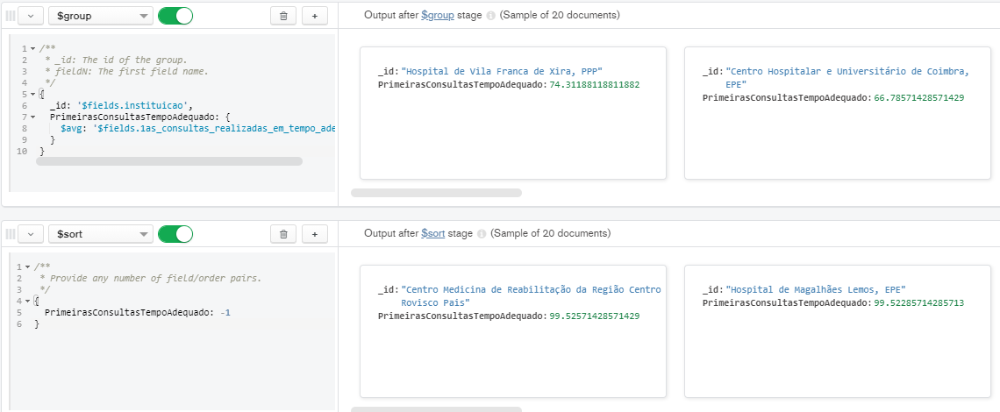 $group
+
Output after $group stage (Sample of 20 documents)
1 /**
2 * _id: The id of the group.
3 * fieldN: The first field name.
4 */
5 {
6 _id: '$fields.instituicao',
7 PrimeirasConsultasTempoAdequado: {
8 $avg: '$fields.1as_consultas_realizadas_em_tempo_ade
9 }
10 }
_id: "Hospital de Vila Franca de Xira, PPP"
PrimeirasConsultasTempoAdequado: 74.31188118811882
_id: "Centro Hospitalar e Universitário de Coimbra,
EPE"
PrimeirasConsultasTempoAdequado: 66.78571428571429
$sort
+
Output after $sort stage (Sample of 20 documents)
1 /**
2 * Provide any number of field/order pairs.
3 */
4 {
5 PrimeirasConsultasTempoAdequado: -1
6 }
_id: "Centro Medicina de Reabilitação da Região Centro
Rovisco Pais"
PrimeirasConsultasTempoAdequado: 99.52571428571429
_id: "Hospital de Magalhães Lemos, EPE"
PrimeirasConsultasTempoAdequado: 99.52285714285713